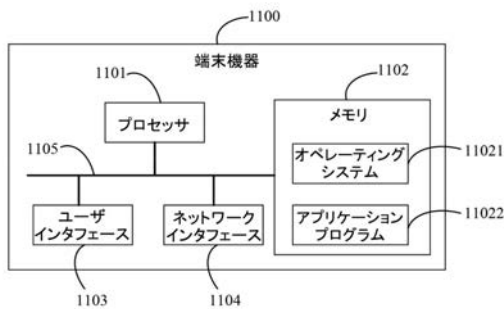 1100
端末機器
1101
1102
プロセッサ
メモリ
1105
オペレーティング
システム
11021
ユーザ
インタフェース
ネットワーク
インタフェース
アプリケーション
プログラム
11022
1103
1104